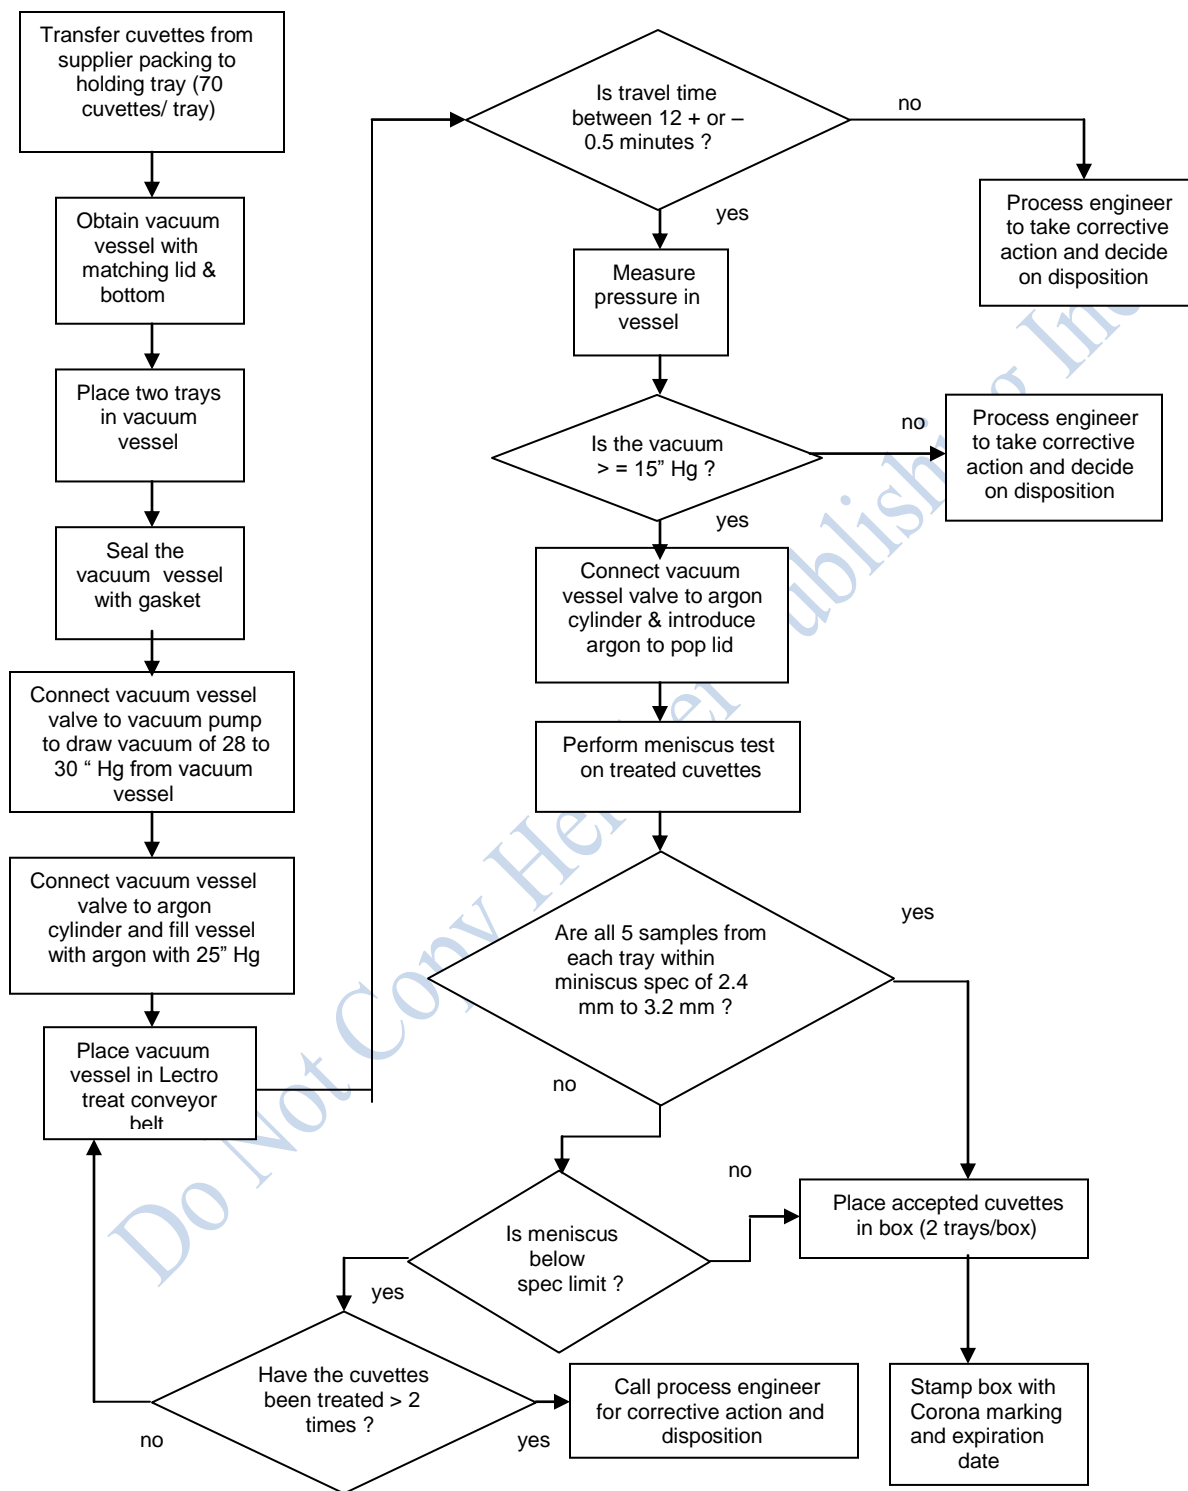 Transfer cuvettes from
supplier packing to
holding tray (70
cuvettes/ tray)
Obtain vacuum
vessel with
matching lid &
bottom
Place two trays
in vacuum
vessel
Seal the
vacuum vessel
with gasket
Connect vacuum vessel
valve to vacuum pump
to draw vacuum of 28 to
30 “ Hg from vacuum
vessel
Connect vacuum vessel
valve to argon
cylinder and fill vessel
with argon with 25” Hg
Place vacuum
vessel in Lectro
treat conveyor
belt
Is travel time
between 12 + or –
0.5 minutes ?
no
Process engineer
to take corrective
action and decide
on disposition
yes
Measure
pressure in
vessel
Is the vacuum
> = 15” Hg ?
no
Process engineer
to take corrective
action and decide
on disposition
yes
Connect vacuum
vessel valve to argon
cylinder & introduce
argon to pop lid
Perform meniscus test
on treated cuvettes
Are all 5 samples from
each tray within
miniscus spec of 2.4
mm to 3.2 mm ?
yes
no
Is meniscus
below
spec limit ?
no
Place accepted cuvettes
in box (2 trays/box)
yes
Have the cuvettes
been treated > 2
times ?
no
yes
Call process engineer
for corrective action and
disposition
Stamp box with
Corona marking
and expiration
date
Do Not Copy